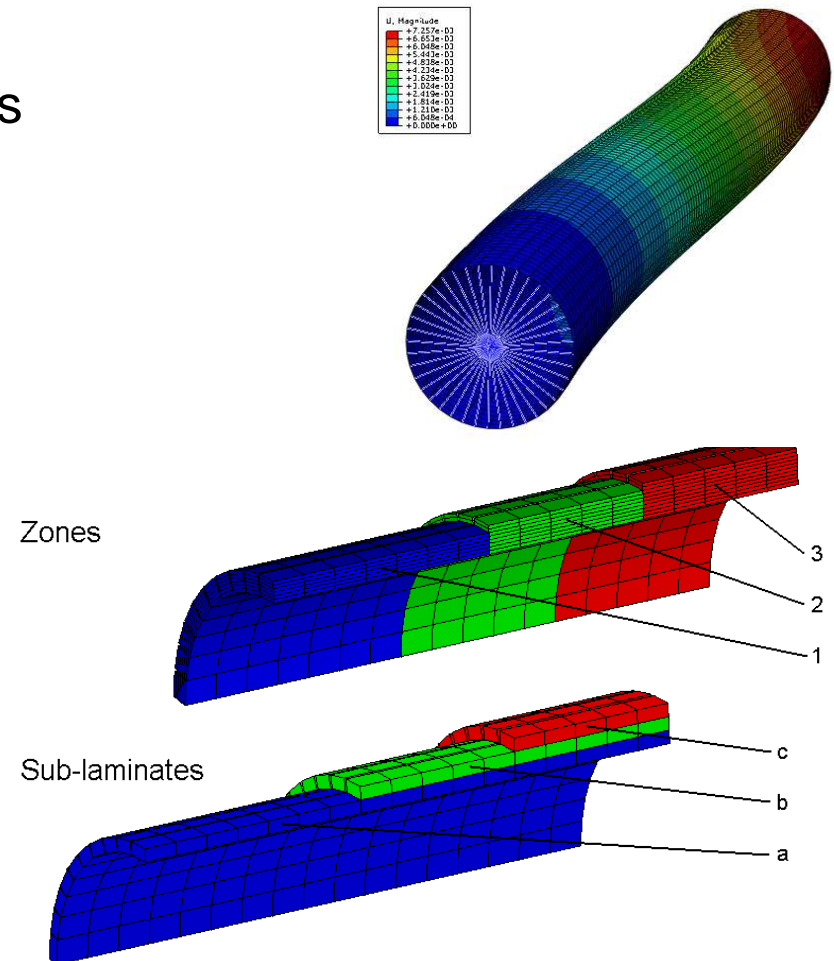 s
U, Magnitude
+7.257e-03
+6.653e-03
+6.048e-03
+5.443e-03
+4.838e-03
+4.234e-03
+3.629e-03
+3.024e-03
+2.419e-03
+1.814e-03
+1.210e-03
+6.048e-04
+0.000e+00
Zones
3
2
1
Sub-laminates
c
b
a